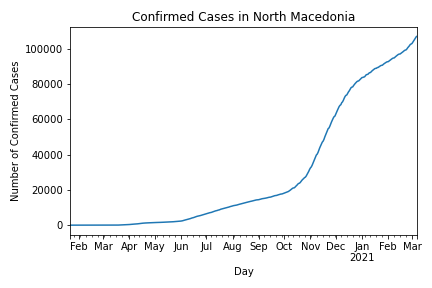 Confirmed Cases in North Macedonia
Number of Confirmed Cases
100000
80000
60000
40000
20000
0
Feb Mar Apr May Jun Jul Aug Sep Oct Nov Dec Jan Feb Mar
2021
Day